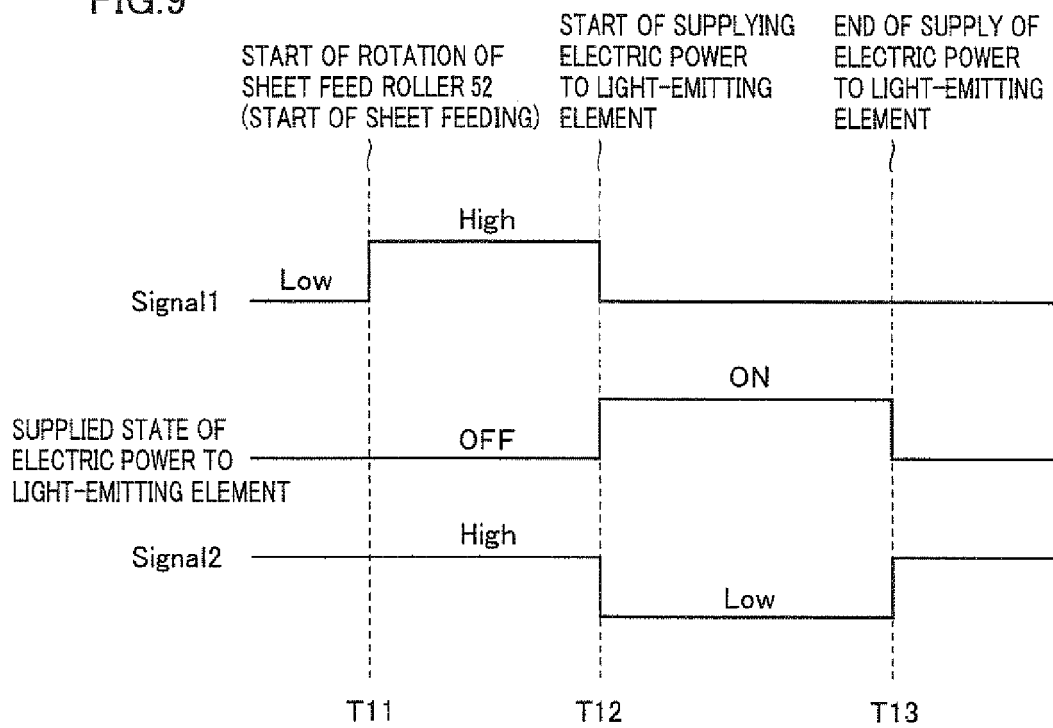 FIG.9
START OF ROTATION OF
SHEET FEED ROLLER 52
(START OF SHEET FEEDING)
START OF SUPPLYING
ELECTRIC POWER
TO LIGHT-EMITTING
ELEMENT
END OF SUPPLY OF
ELECTRIC POWER
TO LIGHT-EMITTING
ELEMENT
High
Low
Signal1
ON
SUPPLIED STATE OF
ELECTRIC POWER TO
LIGHT-EMITTING ELEMENT
OFF
High
Signal2
Low
T11
T12
T13